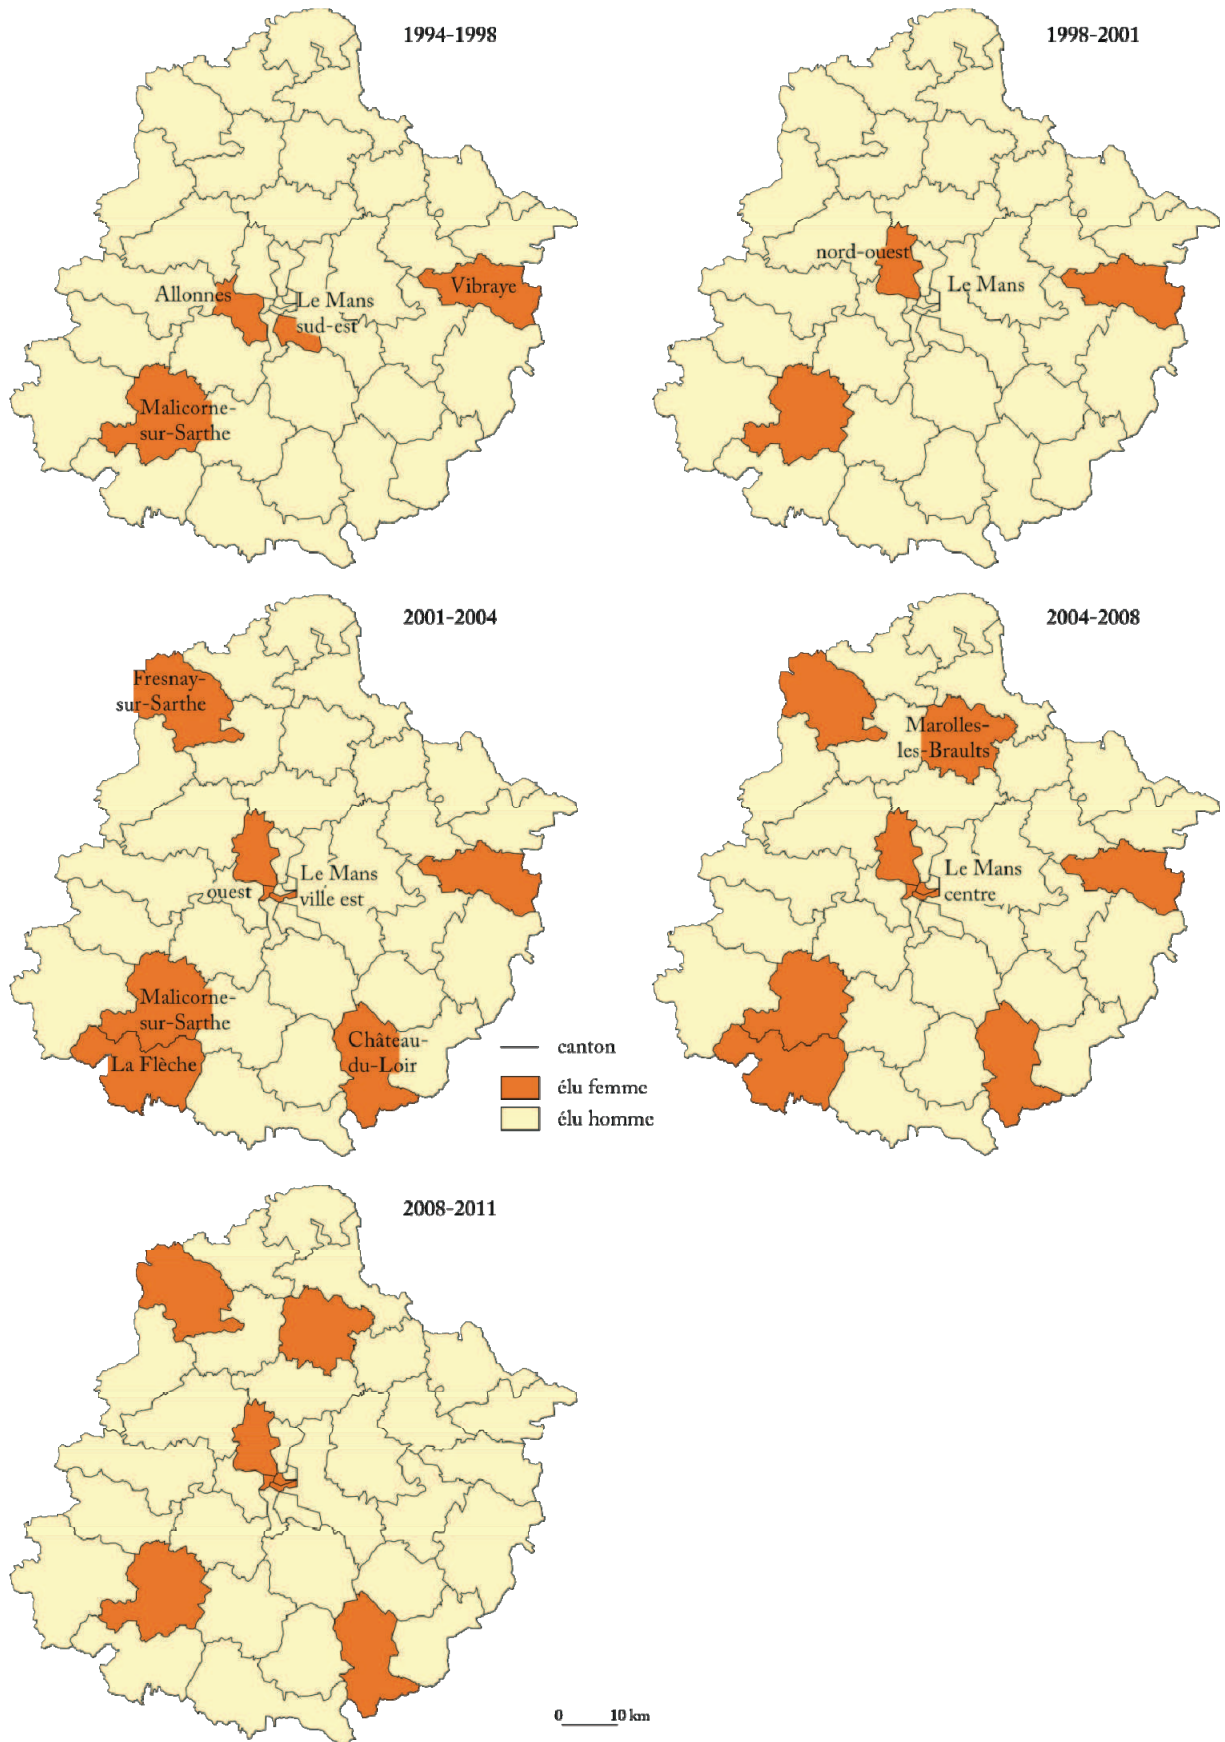 1994-1998
Allonnes
Le Mans
sud-est
Vibraye
Malicorne-
sur-Sarthe
1998-2001
nord-ouest
Le Mans
2001-2004
Fresnay-
sur-Sarthe
ouest
Le Mans
ville est
Malicorne-
sur-Sarthe
La Flèche
Château-
du-Loir
canton
élu femme
élu homme
2004-2008
Marolles-
les-Braults
Le Mans
centre
2008-2011
0 10 km